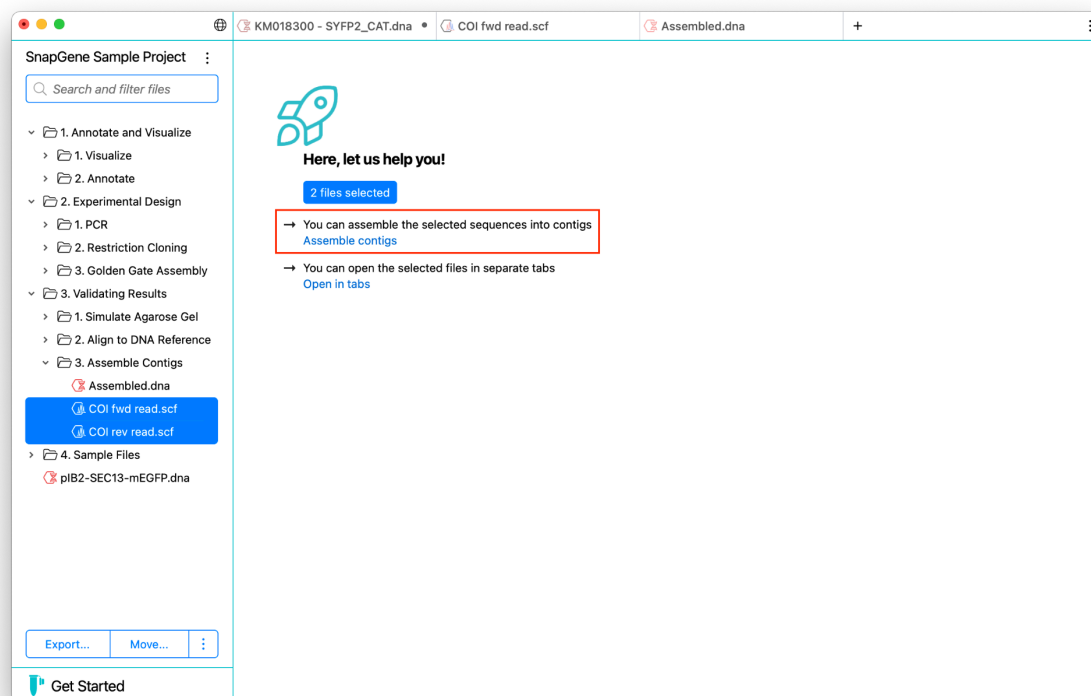 KM018300 - SYFP2_CAT.dna
COI fwd read.scf
Assembled.dna
+
SnapGene Sample Project
Search and filter files
1. Annotate and Visualize
1. Visualize
2. Annotate
2. Experimental Design
1. PCR
2. Restriction Cloning
3. Golden Gate Assembly
3. Validating Results
1. Simulate Agarose Gel
2. Align to DNA Reference
3. Assemble Contigs
Assembled.dna
COI fwd read.scf
COI rev read.scf
4. Sample Files
pIB2-SEC13-mEGFP.dna
Export...
Move...
Get Started
Here, let us help you!
2 files selected
→ You can assemble the selected sequences into contigs
Assemble contigs
→ You can open the selected files in separate tabs
Open in tabs